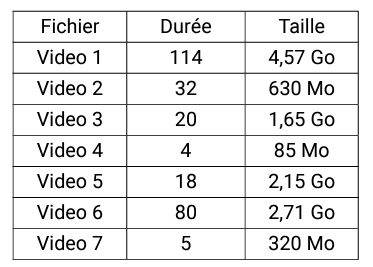 Fichier Durée Taille
Video 1 114 4,57 Go
Video 2 32 630 Mo
Video 3 20 1,65 Go
Video 4 4 85 Mo
Video 5 18 2,15 Go
Video 6 80 2,71 Go
Video 7 5 320 Mo